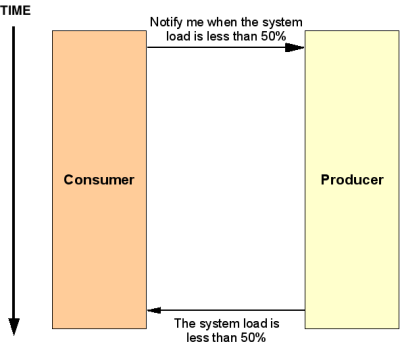 TIME
Notify me when the system
load is less than 50%
Consumer
Producer
The system load is
less than 50%